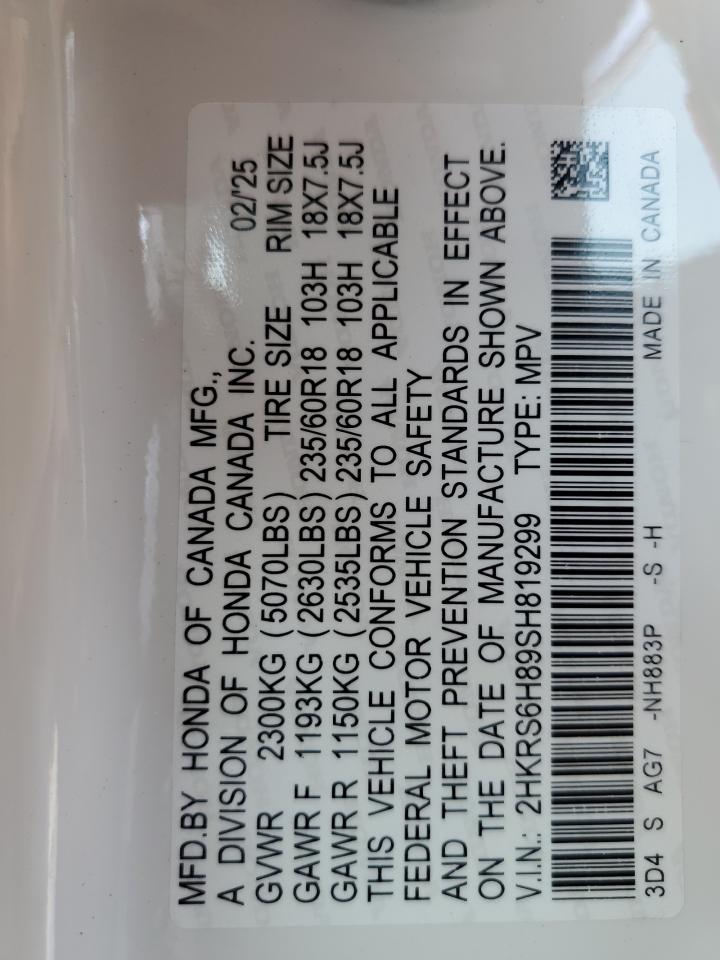 MFD.BY HONDA OF CANADA MFG.,
A DIVISION OF HONDA CANADA INC. 02/'25
GVWR 2300KG (5070LBS) TIRE SIZE RIM SIZE
GAWR F 1193KG (2630LBS) 235/60R18 103H 18X7.5J
GAWR R 1150KG (2535LBS) 235/60R18 103H 18X7.5J
THIS VEHICLE CONFORMS TO ALL APPLICABLE
FEDERAL MOTOR VEHICLE SAFETY
AND THEFT PREVENTION STANDARDS IN EFFECT
ON THE DATE OF MANUFACTURE SHOWN ABOVE.
V.I.N.: 2HKRS6H89SH819299 TYPE: MPV
3D4 S AG7 -NH883P -S -H MADE IN CANADA